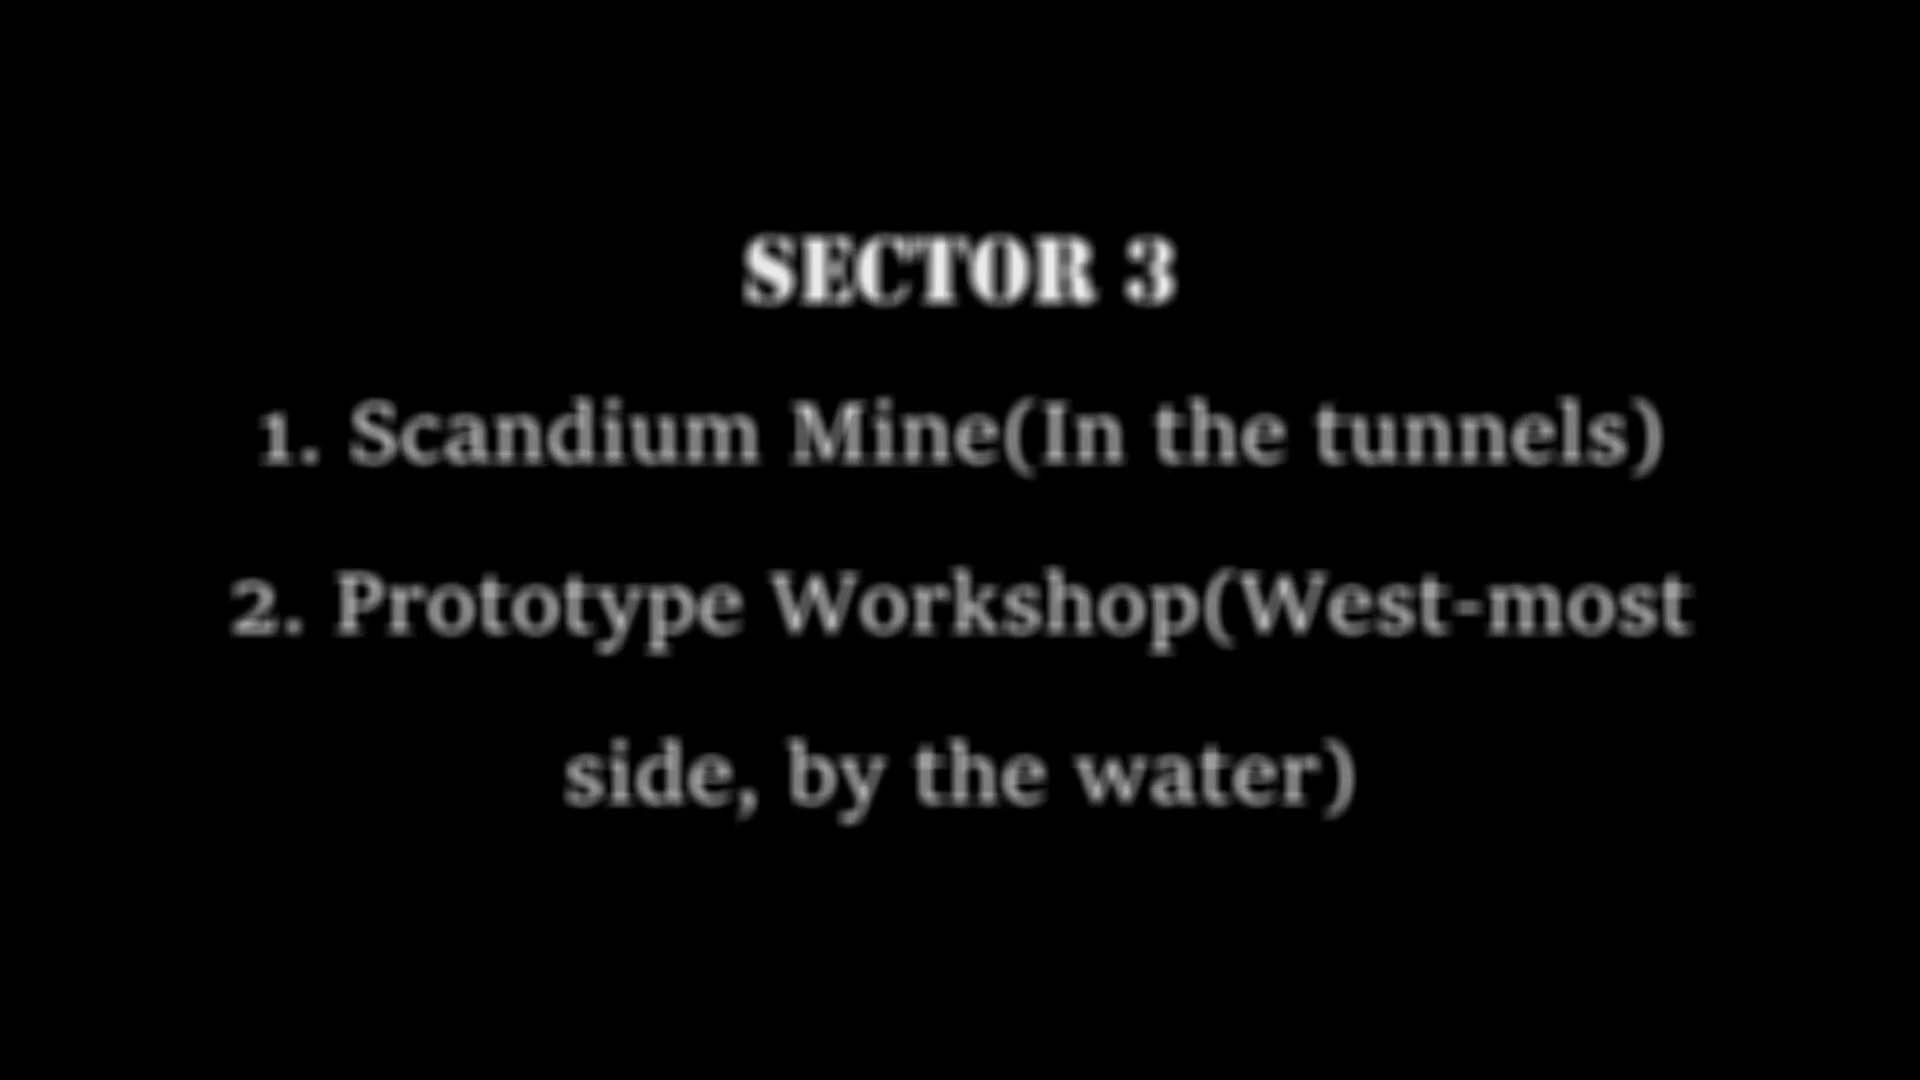 SECTOR 3
1. Scandium Mine(In the tunnels)
2. Prototype Workshop(West-most
side, by the water)